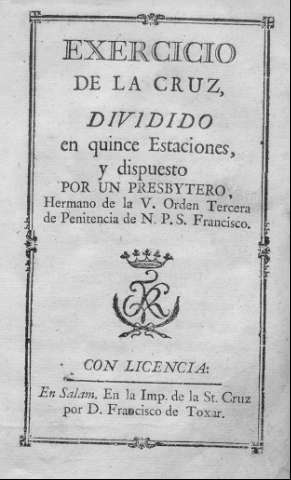 EXERCICIO
DE LA CRUZ,
DIVIDIDO
en quince Estaciones,
y dispuesto
POR UN PRESBYTERO,
Hermano de la V. Orden Tercera
de Penitencia de N. P. S. Francisco.
CON LICENCIA:
En Salam. En la Imp. de la St. Cruz
por D. Francisco de Toxar.